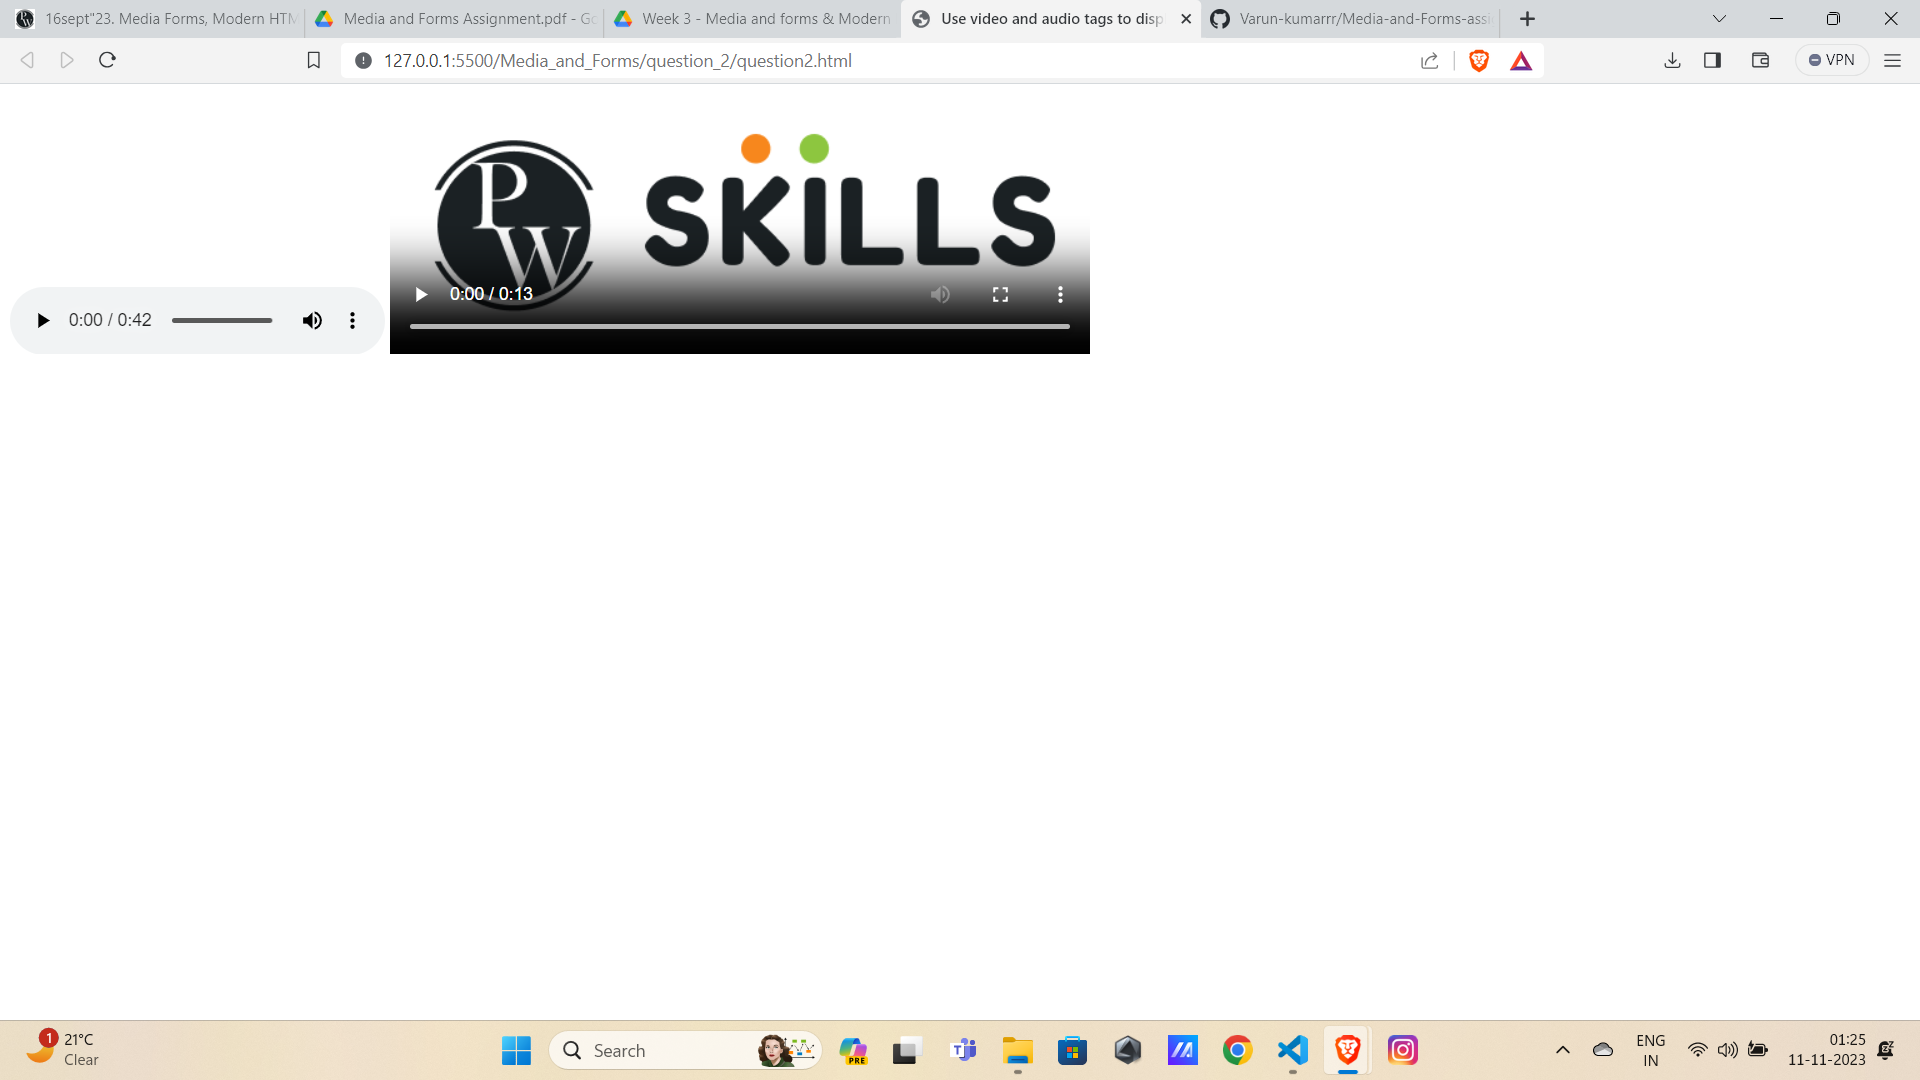 16sept"23. Media Forms, Modern HTM
Media and Forms Assignment.pdf - Go
Week 3 - Media and forms & Modern
Use video and audio tags to disp
Varun-kumarrr/Media-and-Forms-assi
127.0.0.1:5500/Media_and_Forms/question_2/question2.html
VPN
PW SKILLS
0:00 / 0:13
0:00 / 0:42
1
21°C
Clear
Search
PRE
ENG
IN
01:25
11-11-2023